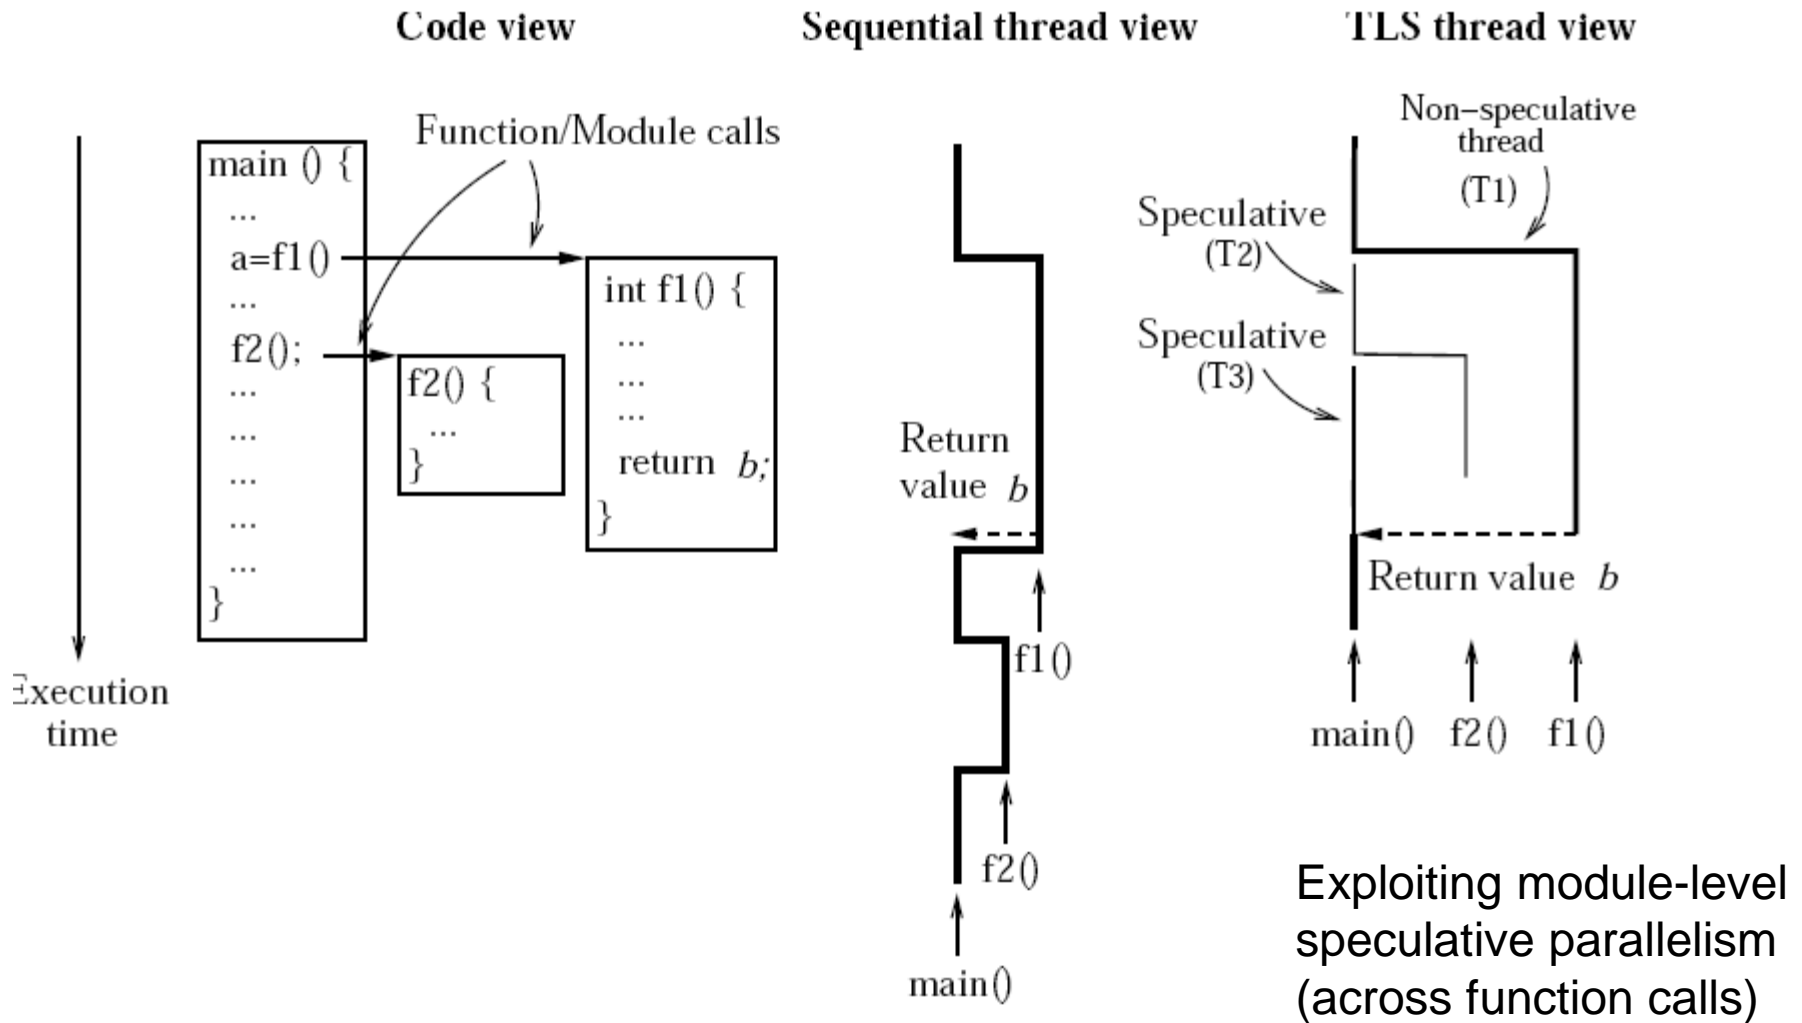 Code view
Sequential thread view
TLS thread view
Function/Module calls
main () {
...
a=f1()
...
f2();
...
...
...
...
...
}
f2() {
...
}
int f1() {
...
...
...
return b;
}
Execution
time
Return
value b
f1()
f2()
main()
Non-speculative
thread
(T1)
Speculative
(T2)
Speculative
(T3)
Return value b
main() f2() f1()
Exploiting module-level
speculative parallelism
(across function calls)